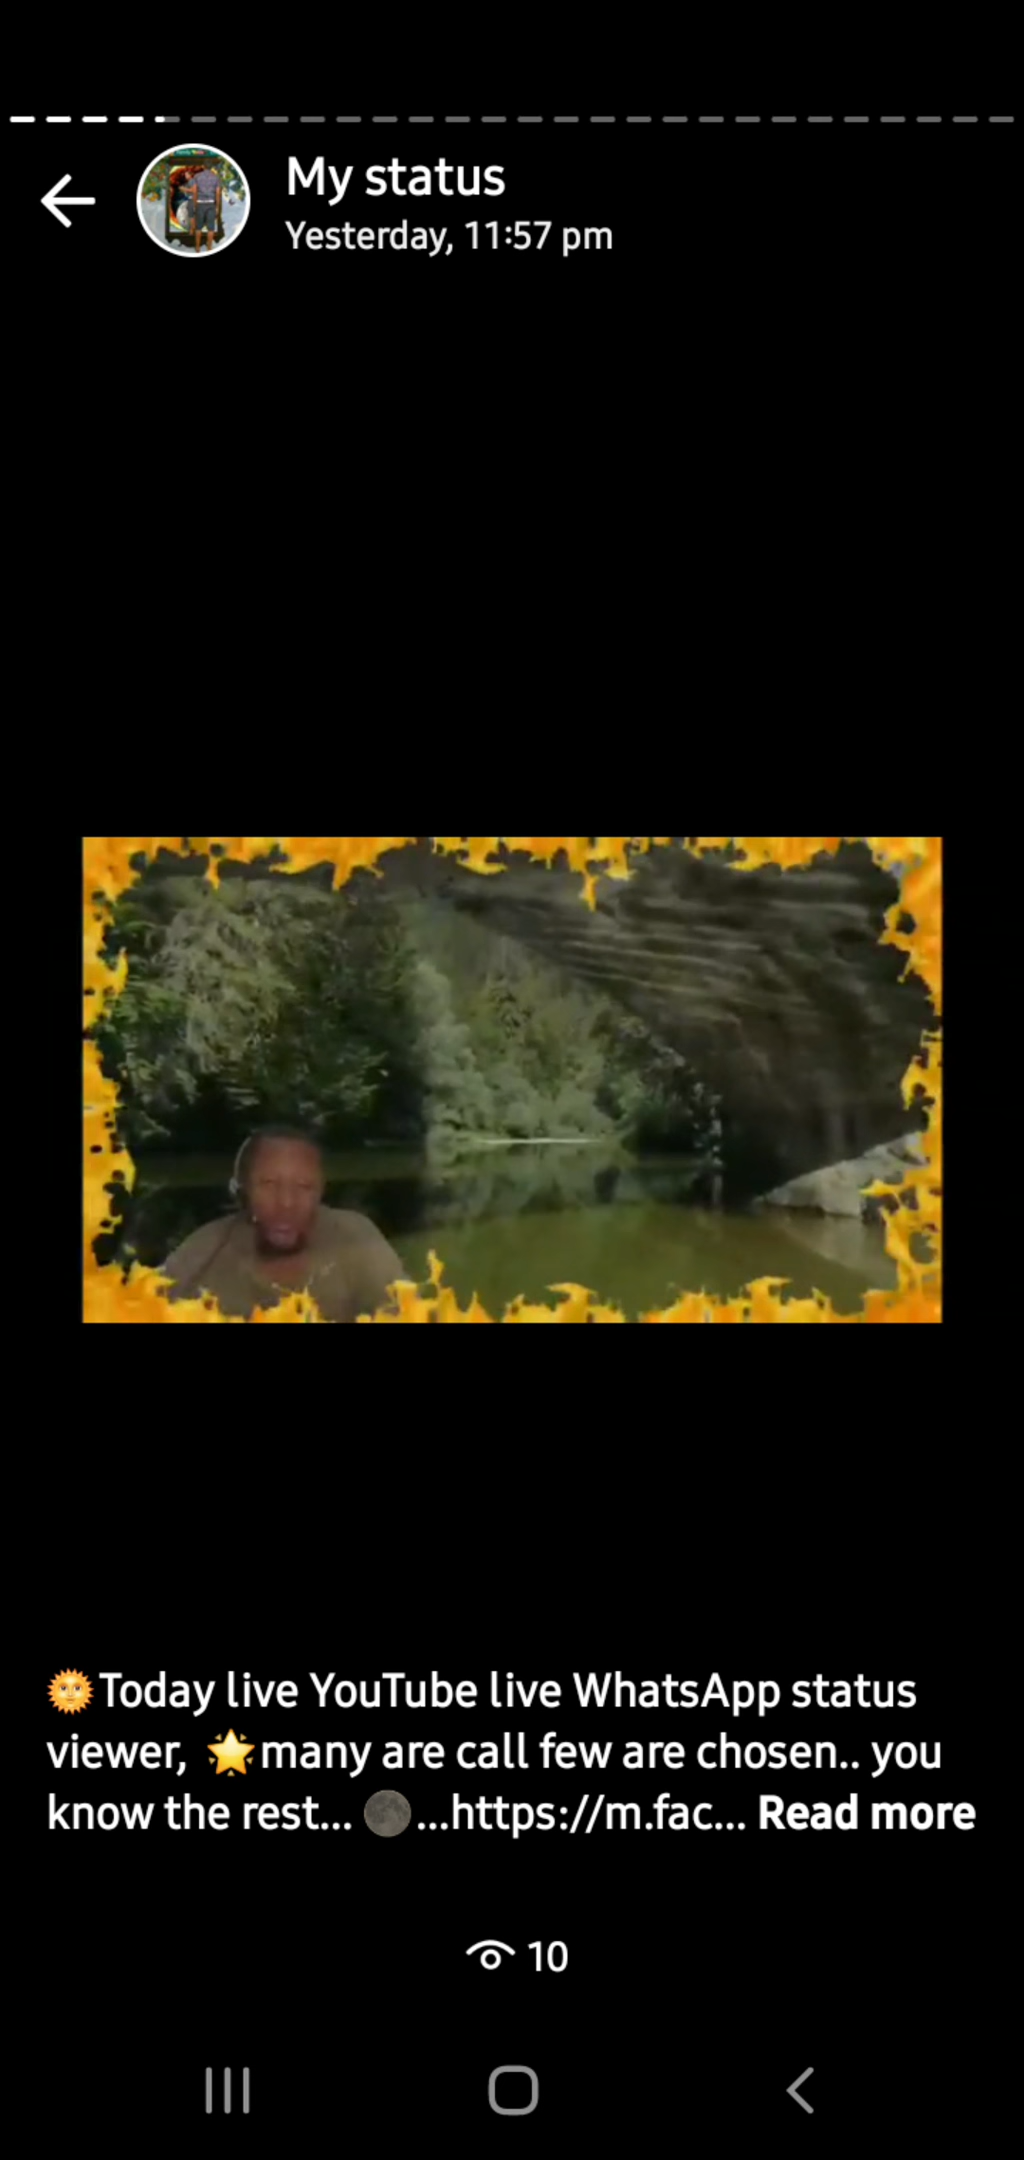 My status
Yesterday, 11:57 pm
🌞Today live YouTube live WhatsApp status
viewer, 🌟many are call few are chosen.. you
know the rest... 🌑...https://m.fac... Read more
10